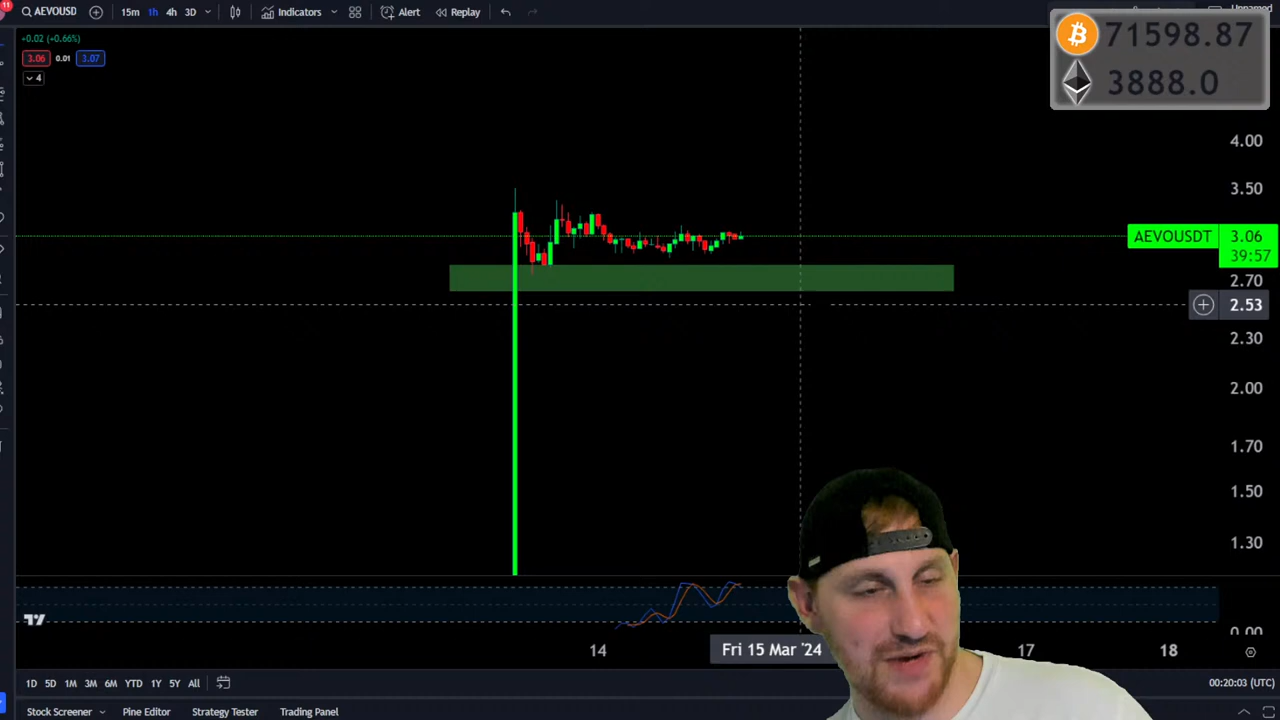 11
AEVOUSD
15m 1h 4h 3D
Indicators
Alert
Replay
Unnamed
+0.02 (+0.66%)
3.06 0.01 3.07
4
71598.87
3888.0
4.00
3.50
AEVOUSDT 3.06
39:57
2.70
2.53
2.30
2.00
1.70
1.50
1.30
0.00
14 Fri 15 Mar '24 17 18
1D 5D 1M 3M 6M YTD 1Y 5Y All
00:20:03 (UTC)
Stock Screener Pine Editor Strategy Tester Trading Panel